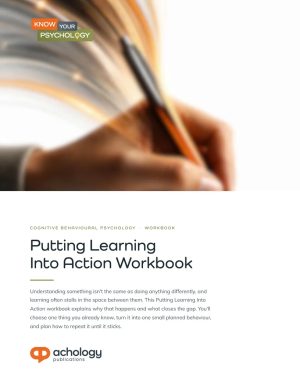 KNOW YOUR
PSYCHOLOGY
COGNITIVE BEHAVIOURAL PSYCHOLOGY · WORKBOOK
Putting Learning
Into Action Workbook
Understanding something isn't the same as doing anything differently, and
learning often stalls in the space between them. This Putting Learning Into
Action workbook explains why that happens and what closes the gap. You'll
choose one thing you already know, turn it into one small planned behaviour,
and plan how to repeat it until it sticks.
achology
publications